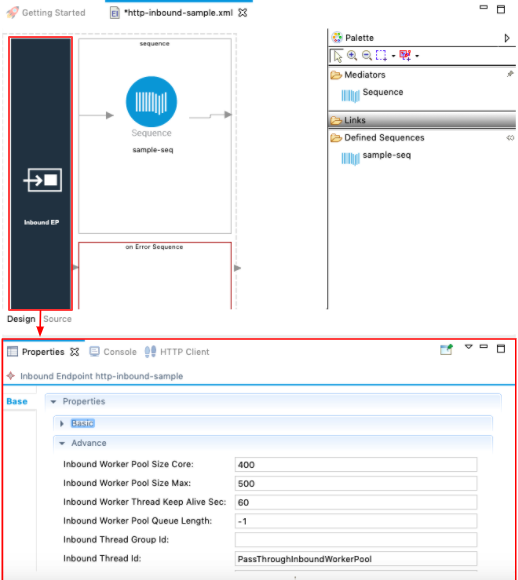 Getting Started
*http-inbound-sample.xml
sequence
Sequence
sample-seq
Inbound EP
on Error Sequence
Palette
Mediators
Sequence
Links
Defined Sequences
sample-seq
Design
Source
Properties
Console
HTTP Client
Inbound Endpoint http-inbound-sample
Base
Properties
Basic
Advance
Inbound Worker Pool Size Core: 400
Inbound Worker Pool Size Max: 500
Inbound Worker Thread Keep Alive Sec: 60
Inbound Worker Pool Queue Length: -1
Inbound Thread Group Id:
Inbound Thread Id: PassThroughInboundWorkerPool